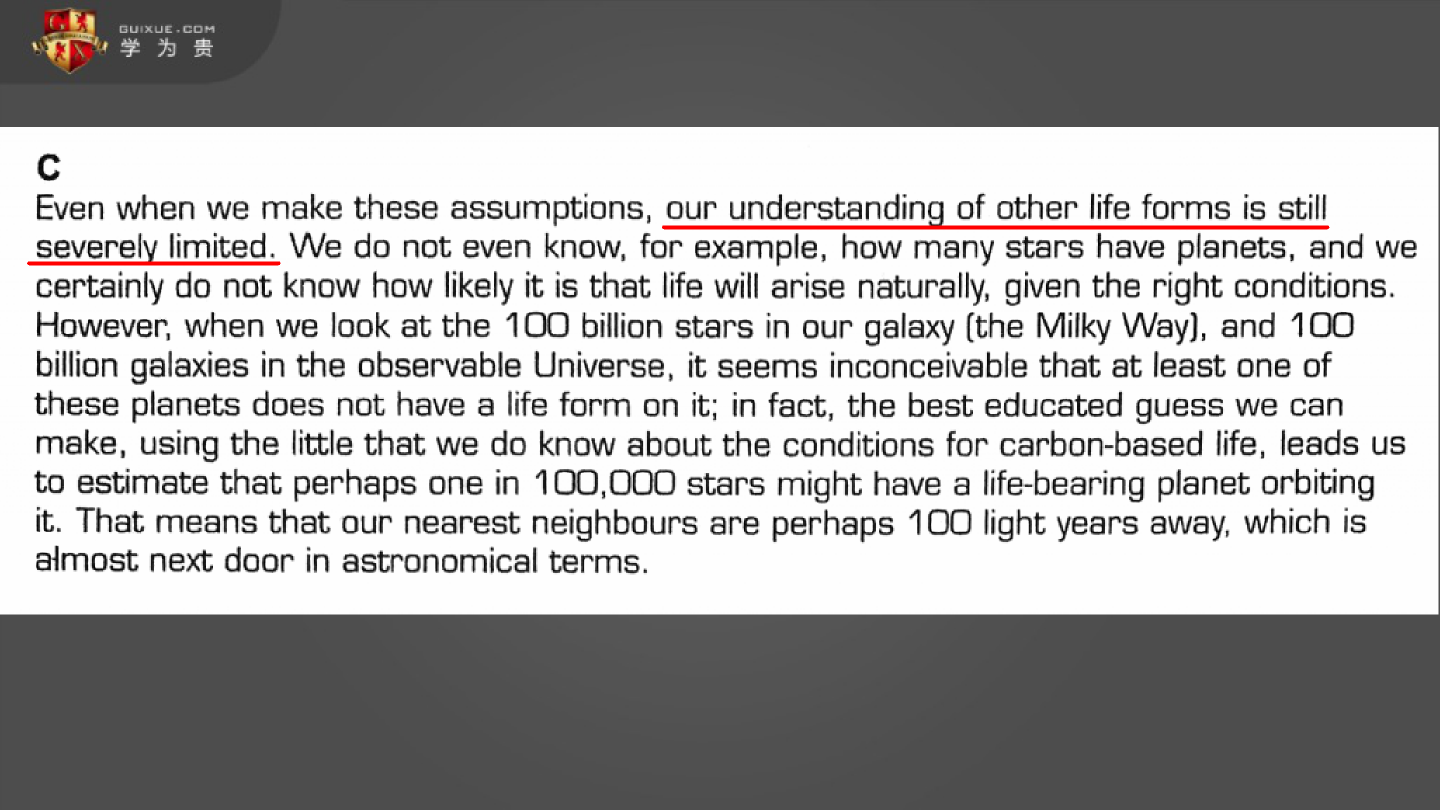 GUIXUE.COM
学为贵
C
Even when we make these assumptions, our understanding of other life forms is still
severely limited. We do not even know, for example, how many stars have planets, and we
certainly do not know how likely it is that life will arise naturally, given the right conditions.
However, when we look at the 100 billion stars in our galaxy (the Milky Way), and 100
billion galaxies in the observable Universe, it seems inconceivable that at least one of
these planets does not have a life form on it; in fact, the best educated guess we can
make, using the little that we do know about the conditions for carbon-based life, leads us
to estimate that perhaps one in 100,000 stars might have a life-bearing planet orbiting
it. That means that our nearest neighbours are perhaps 100 light years away, which is
almost next door in astronomical terms.